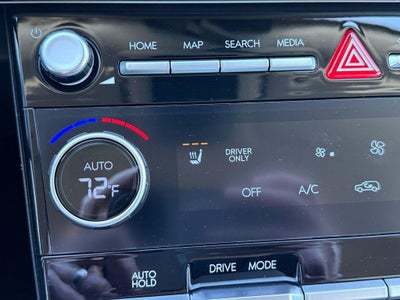 HOME MAP SEARCH MEDIA
AUTO
72°F
DRIVER
ONLY
OFF A/C
DRIVE MODE
AUTO
HOLD